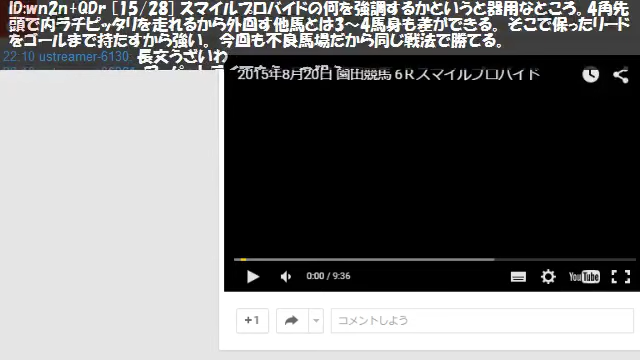 ID:wn2n+QDr [15/28] スマイルプロバイドの何を強調するかというと器用なところ。4角先
頭で内ラチピッタリを走れるから外回す他馬とは3〜4馬身も差ができる。そこで保ったリード
をゴールまで持たすから強い。今回も不良馬場だから同じ戦法で勝てる。
22:10 ustreamer-6130: 長文うざいわ
2015年8月20日 園田競馬 6R スマイルプロバイド
0:00 / 9:36
YouTube
+1
コメントしよう